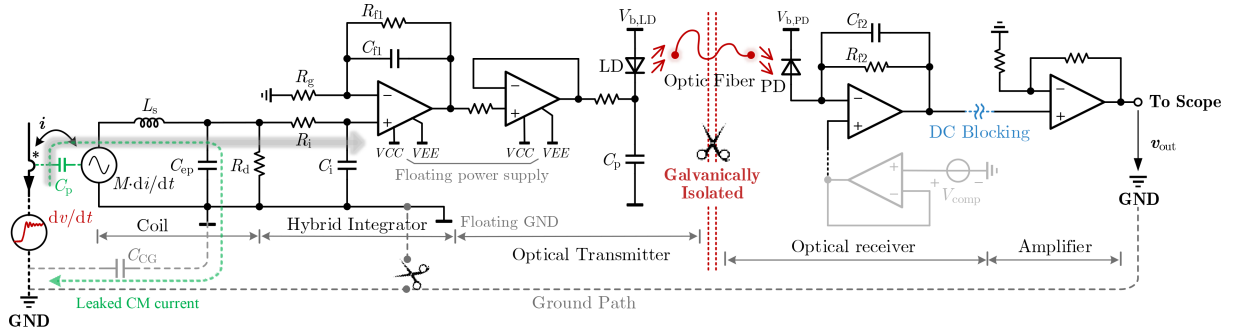 i
*
C_p
M·di/dt
dv/dt
GND
L_s
C_ep
R_d
R_g
R_i
C_i
R_f1
C_f1
−
+
VCC
VEE
−
+
VCC
VEE
Floating power supply
Floating GND
Coil
Hybrid Integrator
Optical Transmitter
C_CG
Leaked CM current
Ground Path
V_b,LD
LD
C_p
Optic Fiber
Galvanically
Isolated
V_b,PD
PD
C_f2
R_f2
−
+
DC Blocking
+
−
+
−
V_comp
Optical receiver
−
+
Amplifier
To Scope
v_out
GND